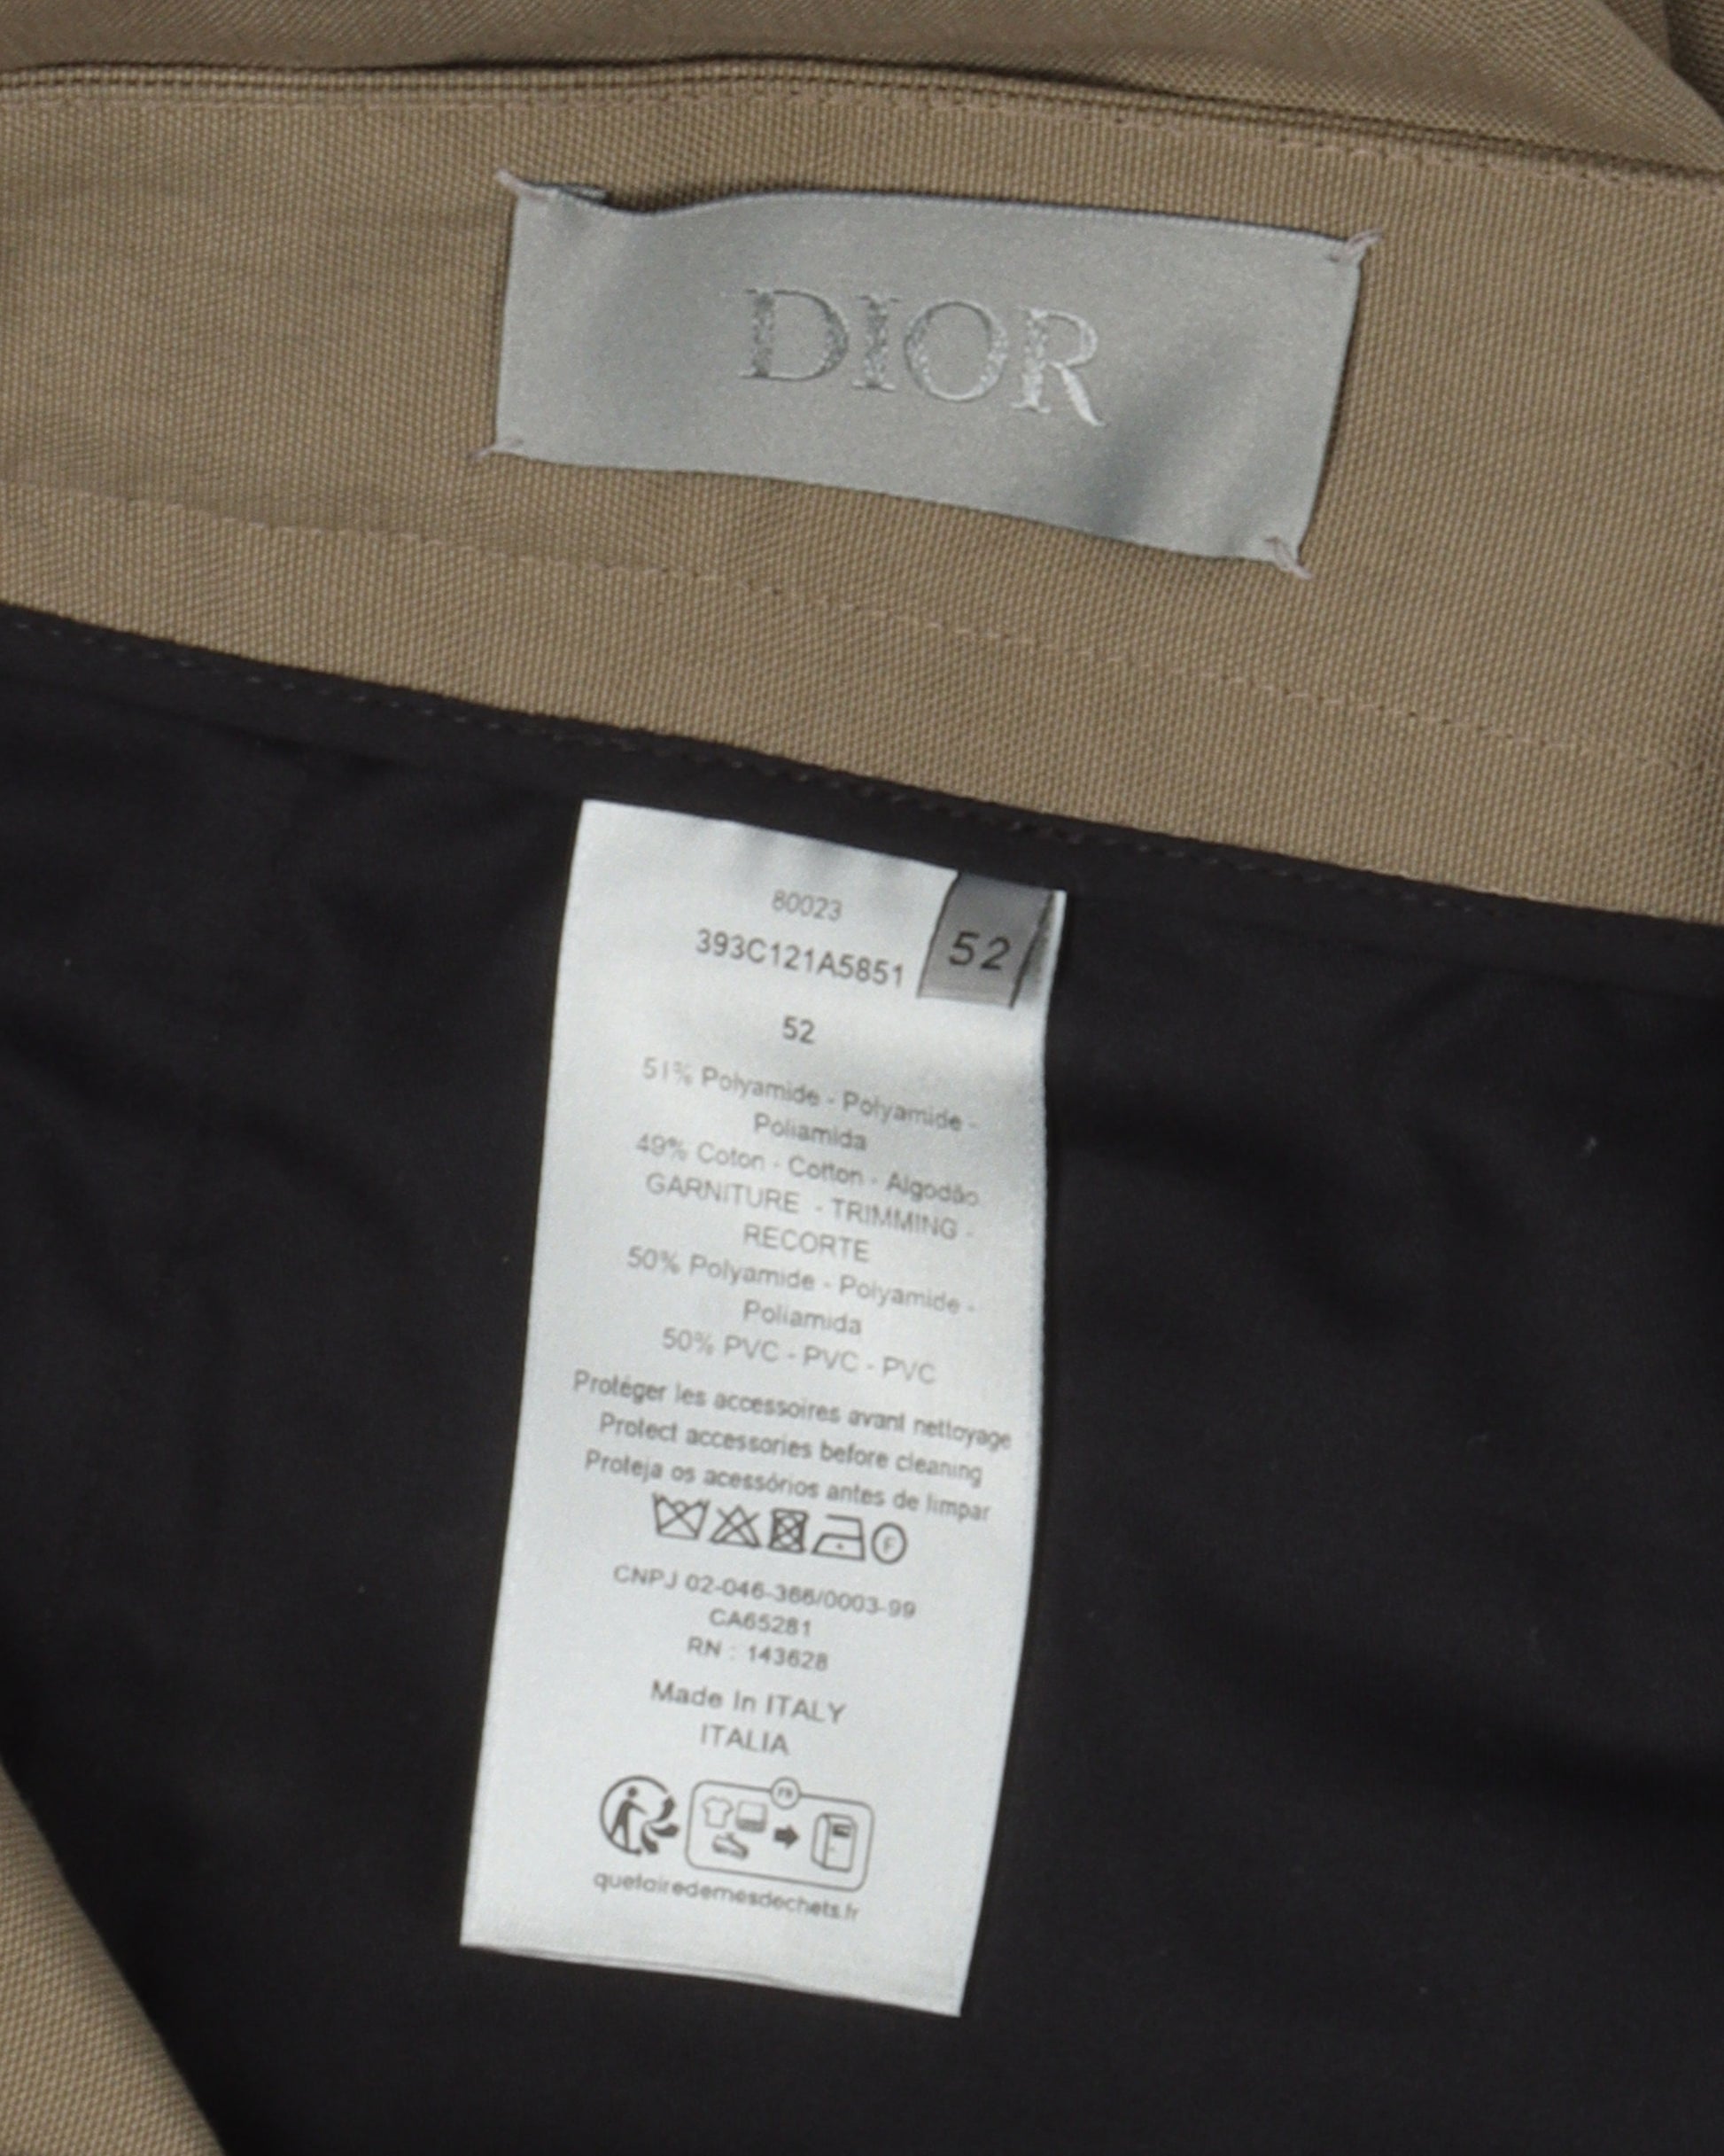 DIOR
80023
393C121A5851
52
52
51% Polyamide - Polyamide -
Poliamida
49% Coton - Cotton - Algodão
GARNITURE - TRIMMING -
RECORTE
50% Polyamide - Polyamide -
Poliamida
50% PVC - PVC - PVC
Protéger les accessoires avant nettoyage
Protect accessories before cleaning
Proteja os acessórios antes de limpar
F
CNPJ 02-046-366/0003-99
CA65281
RN : 143628
Made In ITALY
ITALIA
FR
quefairedemesdechets.fr